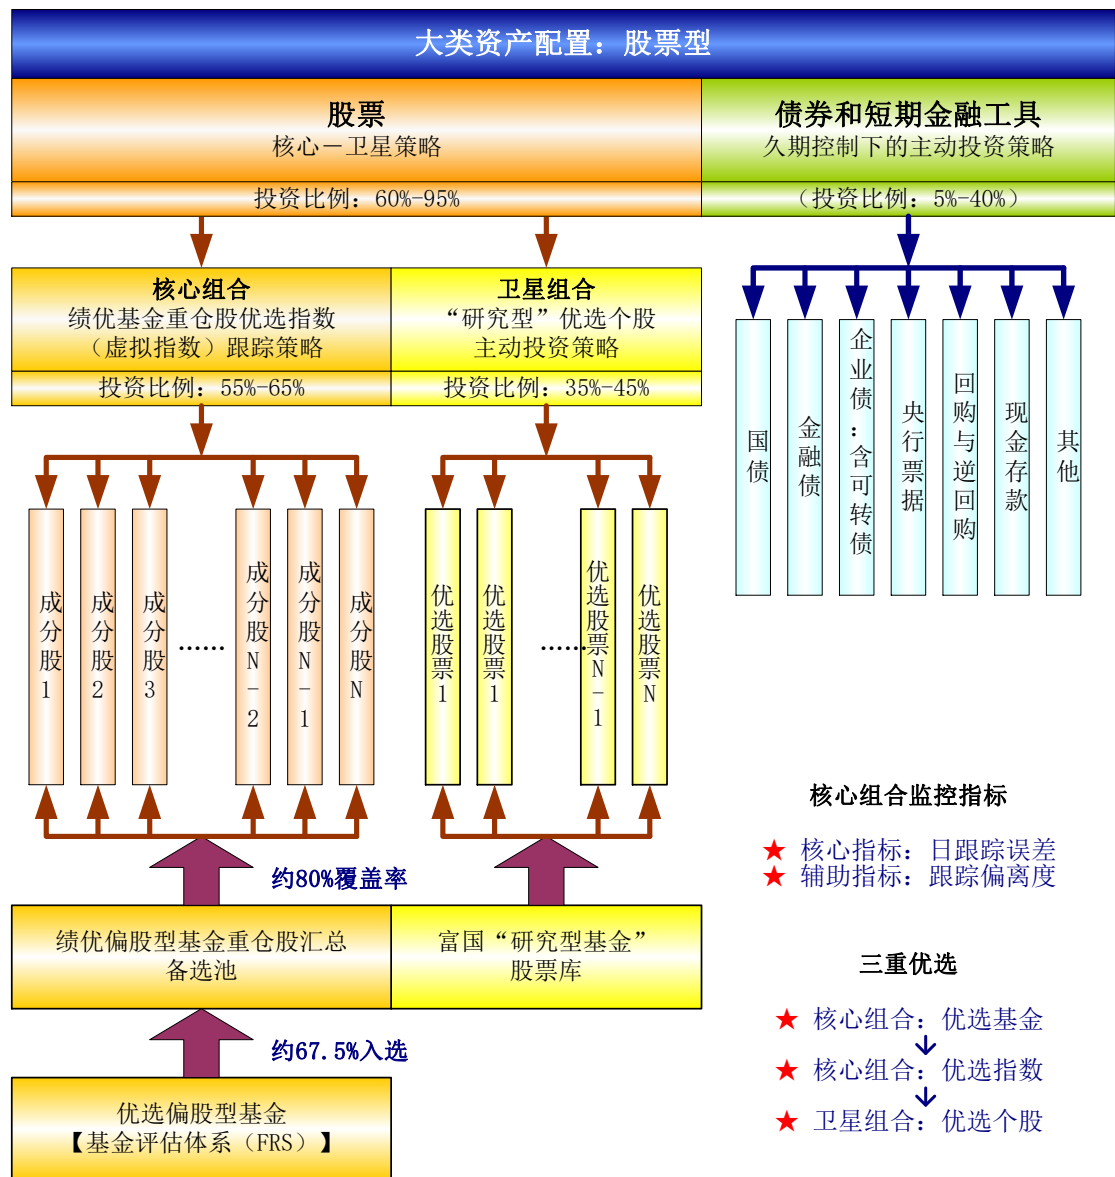 大类资产配置：股票型
股票
核心－卫星策略
投资比例：60%-95%
债券和短期金融工具
久期控制下的主动投资策略
（投资比例：5%-40%）
核心组合
绩优基金重仓股优选指数
（虚拟指数）跟踪策略
投资比例：55%-65%
卫星组合
“研究型”优选个股
主动投资策略
投资比例：35%-45%
国债
金融债
企业债：含可转债
央行票据
回购与逆回购
现金存款
其他
成分股1
成分股2
成分股3
……
成分股N-2
成分股N-1
成分股N
优选股票1
优选股票1
……
优选股票N-1
优选股票N
核心组合监控指标
★ 核心指标：日跟踪误差
★ 辅助指标：跟踪偏离度
约80%覆盖率
绩优偏股型基金重仓股汇总
备选池
富国“研究型基金”
股票库
三重优选
★ 核心组合：优选基金
★ 核心组合：优选指数
★ 卫星组合：优选个股
约67.5%入选
优选偏股型基金
【基金评估体系（FRS）】